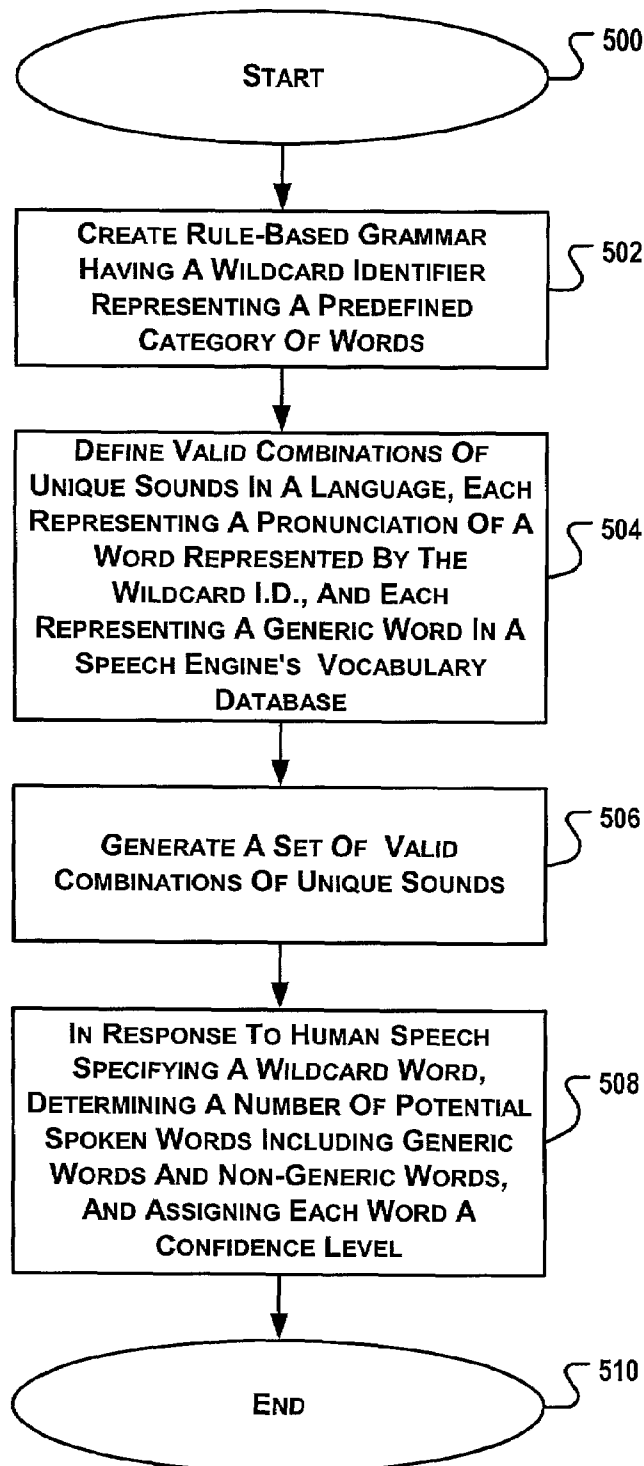 500
START
CREATE RULE-BASED GRAMMAR
HAVING A WILDCARD IDENTIFIER
REPRESENTING A PREDEFINED
CATEGORY OF WORDS
502
DEFINE VALID COMBINATIONS OF
UNIQUE SOUNDS IN A LANGUAGE, EACH
REPRESENTING A PRONUNCIATION OF A
WORD REPRESENTED BY THE
WILDCARD I.D., AND EACH
REPRESENTING A GENERIC WORD IN A
SPEECH ENGINE'S VOCABULARY
DATABASE
504
GENERATE A SET OF VALID
COMBINATIONS OF UNIQUE SOUNDS
506
IN RESPONSE TO HUMAN SPEECH
SPECIFYING A WILDCARD WORD,
DETERMINING A NUMBER OF POTENTIAL
SPOKEN WORDS INCLUDING GENERIC
WORDS AND NON-GENERIC WORDS,
AND ASSIGNING EACH WORD A
CONFIDENCE LEVEL
508
END
510